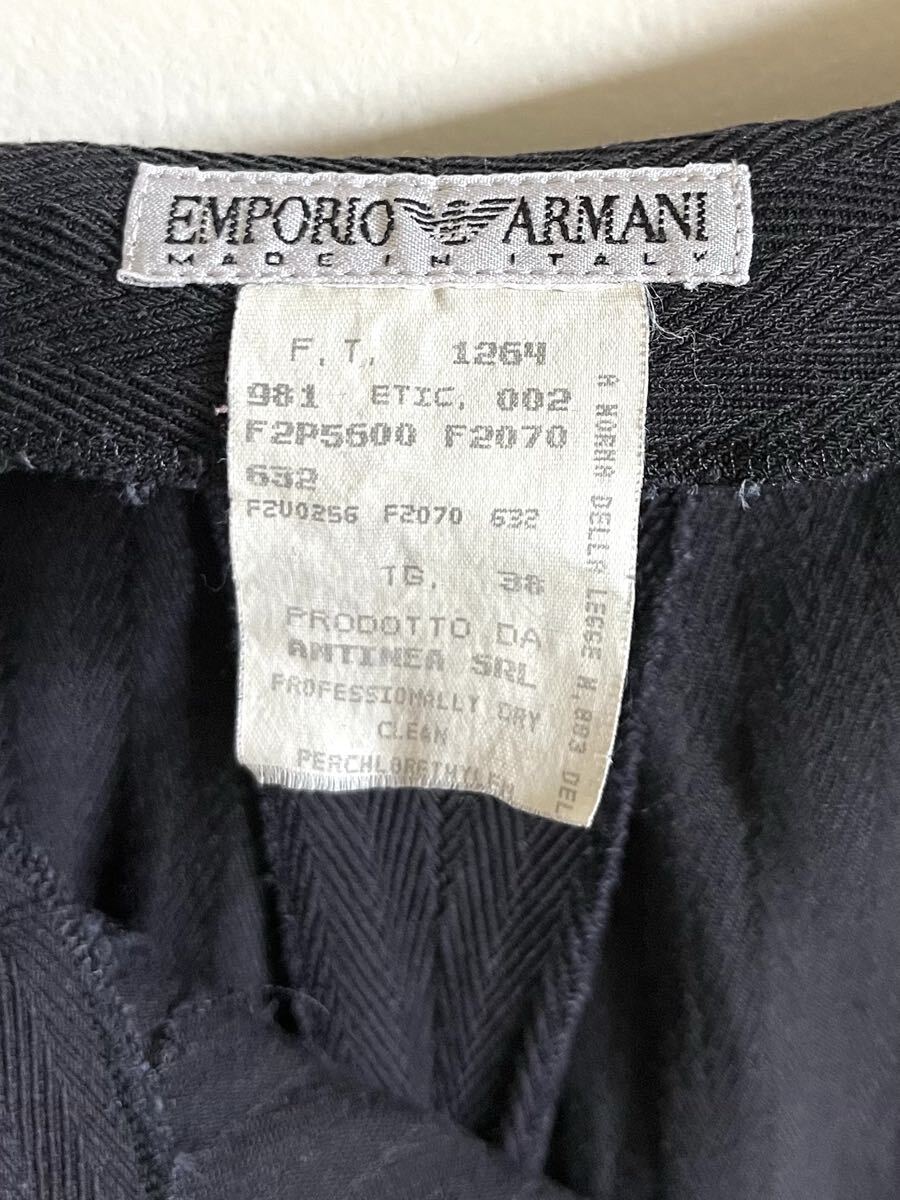 EMPORIO ARMANI
MADE IN ITALY
F.T. 1264
981 ETIC. 002
F2P5600 F2070
632
F2U0256 F2070 632
TG. 38
PRODOTTO DA
ANTINEA SRL
PROFESSIONALLY DRY
CLEAN
PERCHLORETHYLEN
A NORMA DELLA LEGGE N. 883 DEL